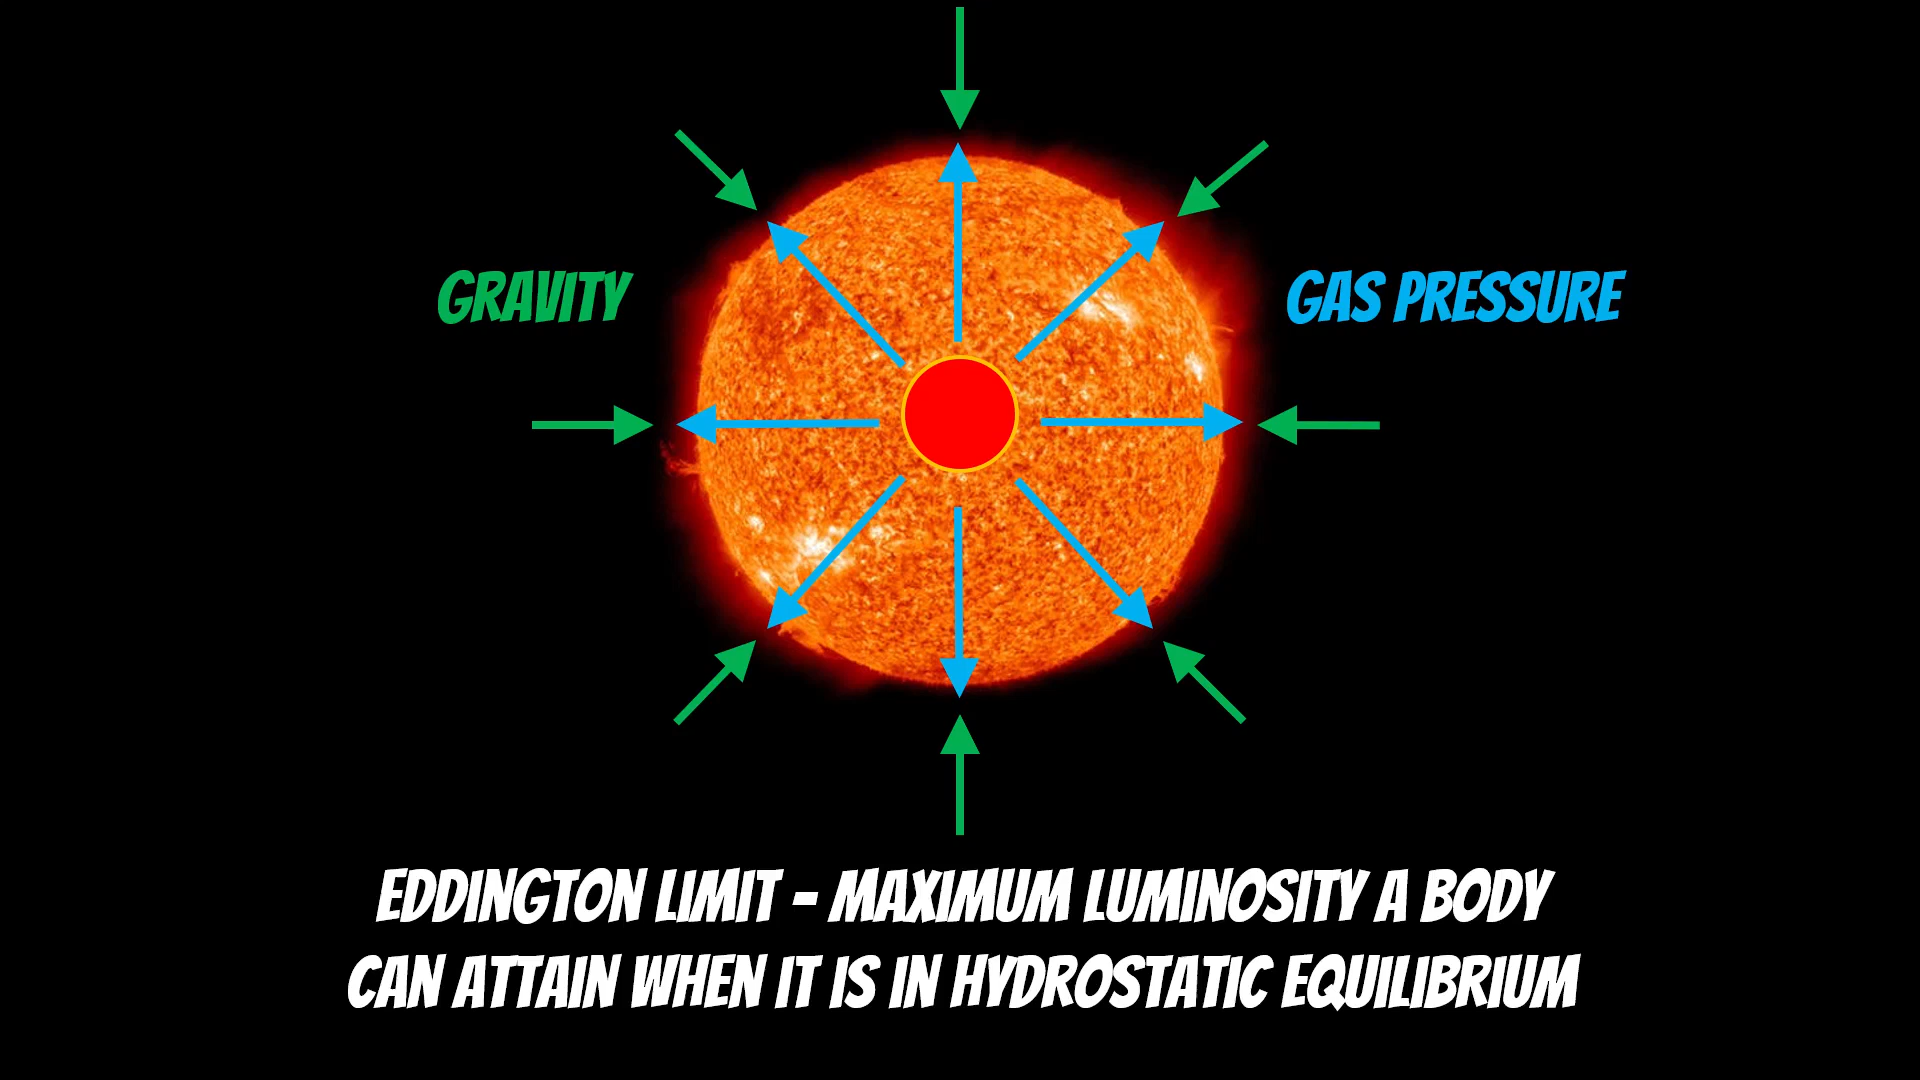 GRAVITY
GAS PRESSURE
EDDINGTON LIMIT - MAXIMUM LUMINOSITY A BODY
CAN ATTAIN WHEN IT IS IN HYDROSTATIC EQUILIBRIUM